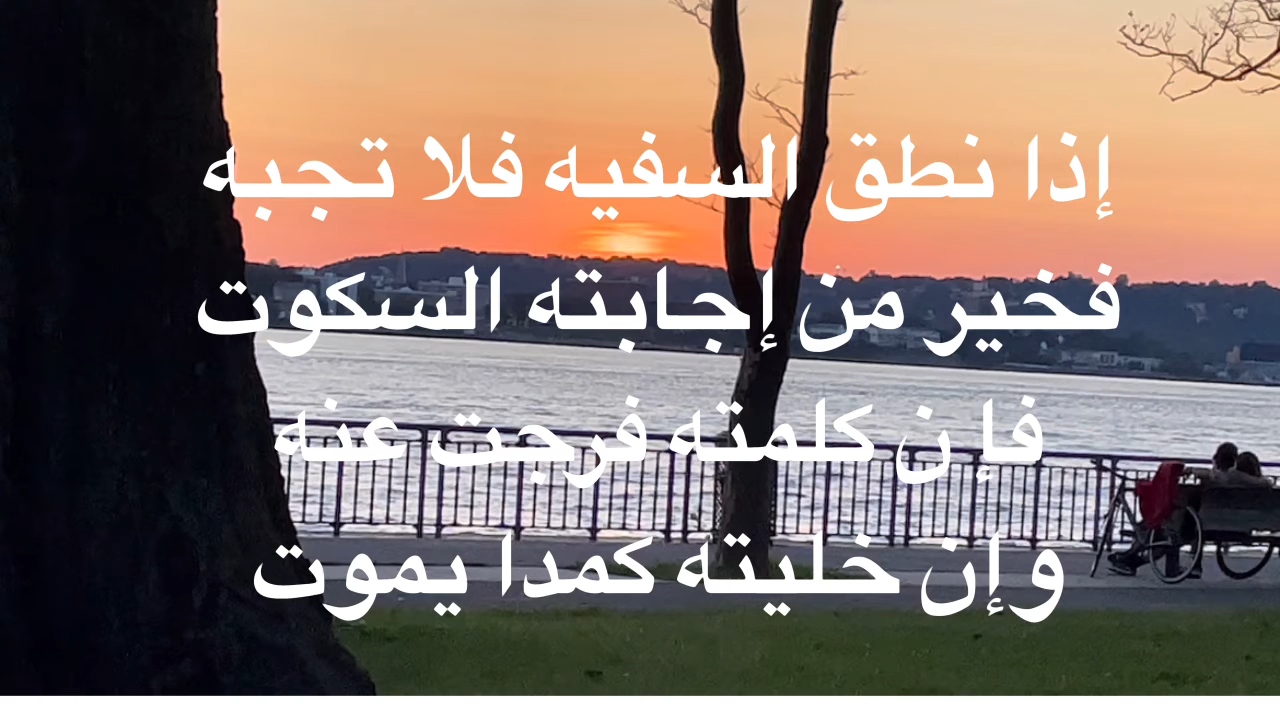 إذا نطق السفيه فلا تجبه
فخير من إجابته السكوت
فإن كلمته فرجت عنه
وإن خليته كمدا يموت